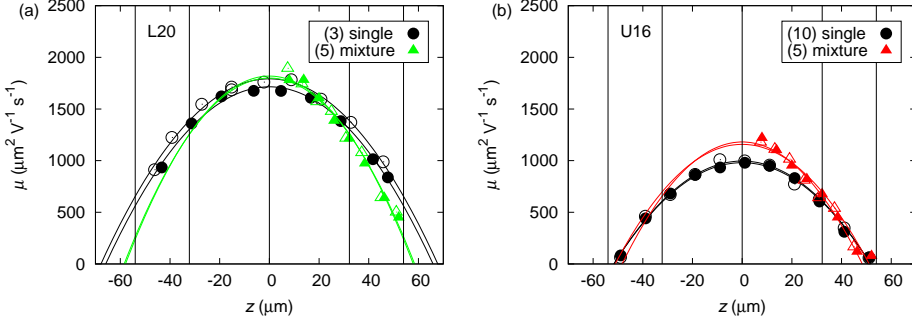 (a)
L20
(3) single
(5) mixture
2500
2000
1500
1000
500
0
μ (μm² V⁻¹ s⁻¹)
-60 -40 -20 0 20 40 60
z (μm)
(b)
U16
(10) single
(5) mixture
2500
2000
1500
1000
500
0
μ (μm² V⁻¹ s⁻¹)
-60 -40 -20 0 20 40 60
z (μm)